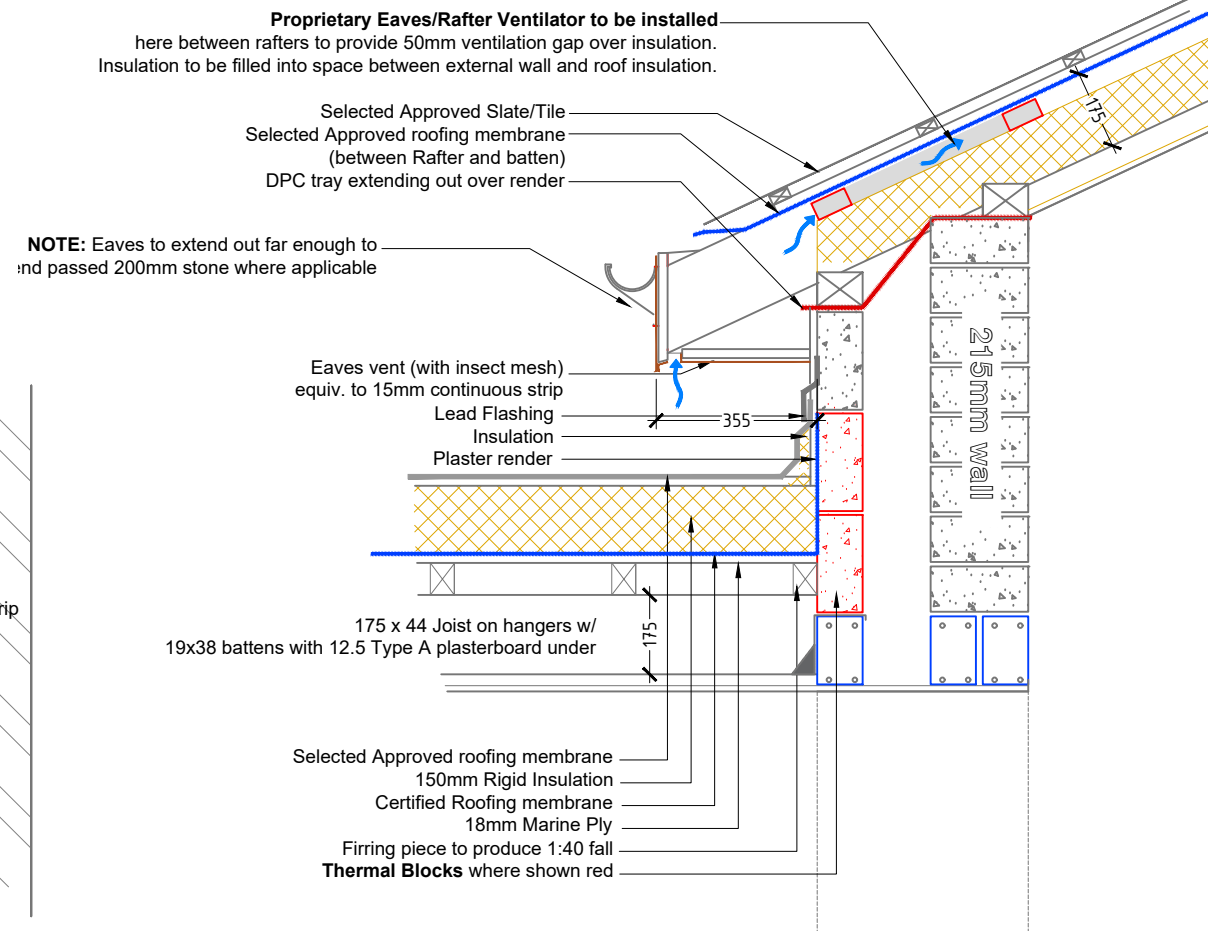 Proprietary Eaves/Rafter Ventilator to be installed
here between rafters to provide 50mm ventilation gap over insulation.
Insulation to be filled into space between external wall and roof insulation.
Selected Approved Slate/Tile
Selected Approved roofing membrane
(between Rafter and batten)
DPC tray extending out over render
175
NOTE: Eaves to extend out far enough to
passed 200mm stone where applicable
215mm wall
Eaves vent (with insect mesh)
equiv. to 15mm continuous strip
Lead Flashing
355
Insulation
Plaster render
175 x 44 Joist on hangers w/
19x38 battens with 12.5 Type A plasterboard under
175
Selected Approved roofing membrane
150mm Rigid Insulation
Certified Roofing membrane
18mm Marine Ply
Firring piece to produce 1:40 fall
Thermal Blocks where shown red